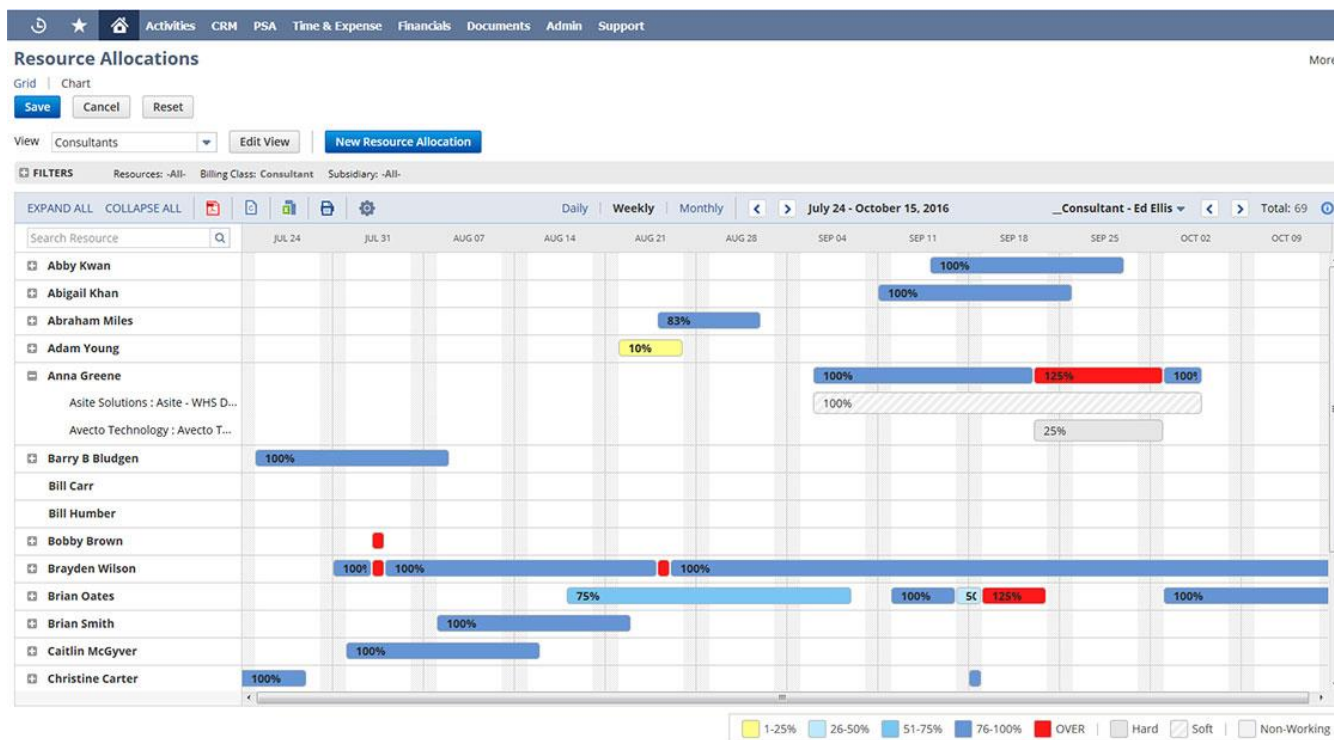 Activities CRM PSA Time & Expense Financials Documents Admin Support
Resource Allocations
More
Grid | Chart
Save Cancel Reset
View Consultants Edit View New Resource Allocation
FILTERS Resources: -All- Billing Class: Consultant Subsidiary: -All-
EXPAND ALL COLLAPSE ALL Daily | Weekly | Monthly July 24 - October 15, 2016 __Consultant - Ed Ellis Total: 69
Search Resource JUL 24 JUL 31 AUG 07 AUG 14 AUG 21 AUG 28 SEP 04 SEP 11 SEP 18 SEP 25 OCT 02 OCT 09
Abby Kwan 100%
Abigail Khan 100%
Abraham Miles 83%
Adam Young 10%
Anna Greene 100% 125% 100%
Asite Solutions : Asite - WHS D... 100%
Avecto Technology : Avecto T... 25%
Barry B Bludgen 100%
Bill Carr
Bill Humber
Bobby Brown
Brayden Wilson 100% 100% 100%
Brian Oates 75% 100% 50 125% 100%
Brian Smith 100%
Caitlin McGyver 100%
Christine Carter 100%
1-25% 26-50% 51-75% 76-100% OVER | Hard Soft | Non-Working